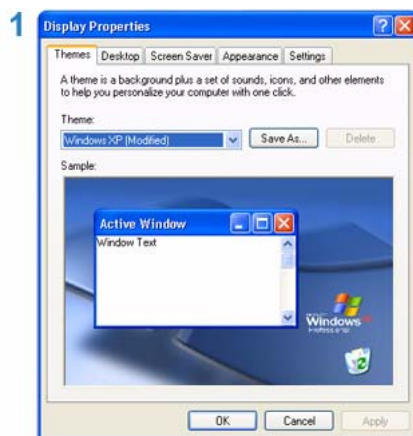 1
Display Properties
Themes Desktop Screen Saver Appearance Settings
A theme is a background plus a set of sounds, icons, and other elements
to help you personalize your computer with one click.
Theme:
Windows XP (Modified) Save As... Delete
Sample:
Active Window
Window Text
Windows
Professional
OK Cancel Apply